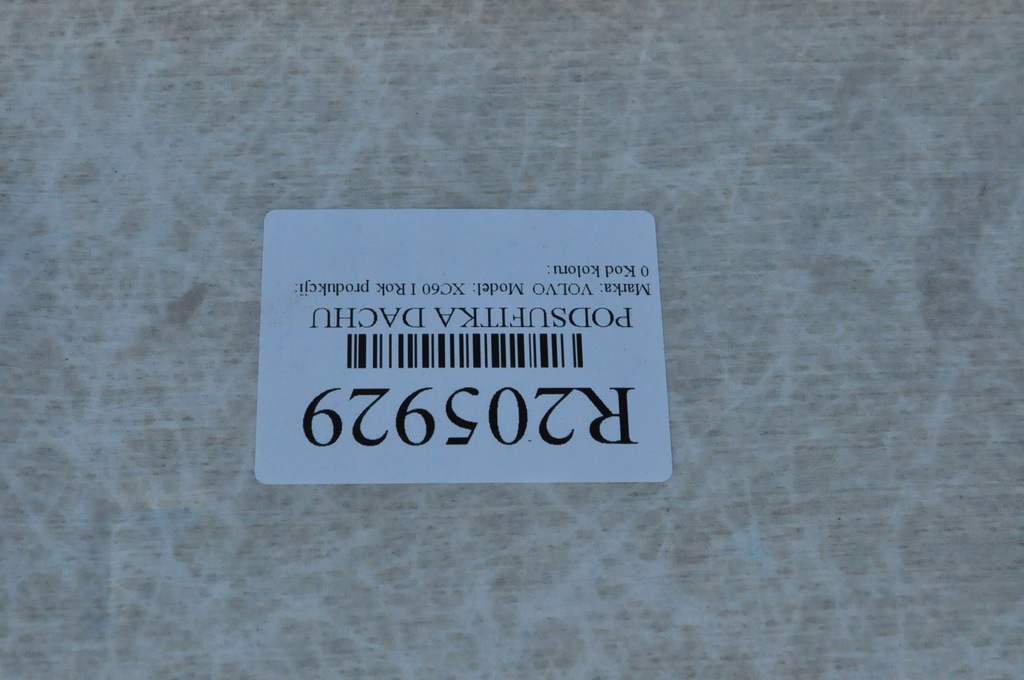 R205929
PODSUFITKA DACHU
Marka: VOLVO Model: XC60 I Rok produkcji:
0 Kod koloru: